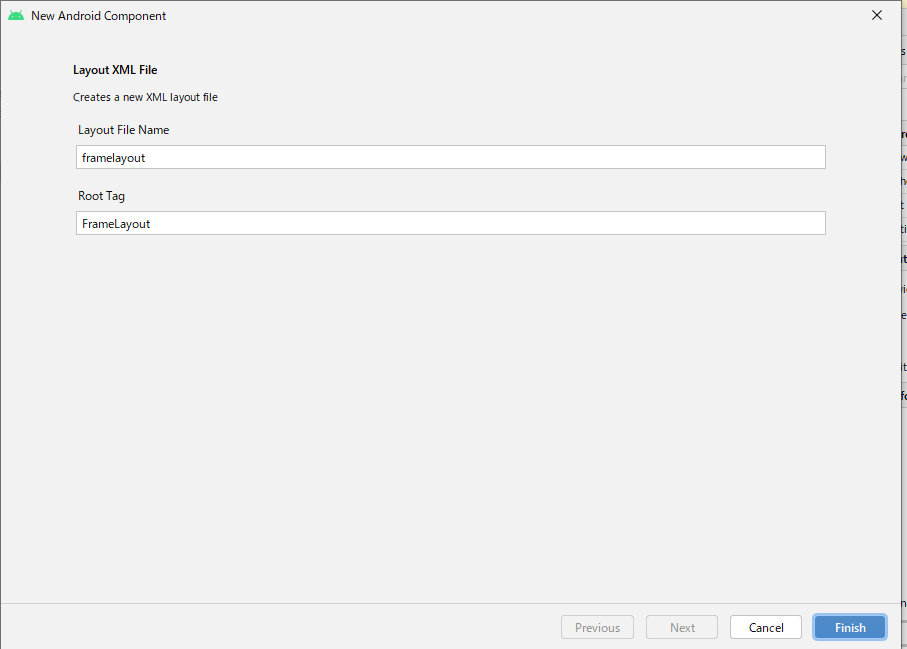 New Android Component
Layout XML File
Creates a new XML layout file
Layout File Name
framelayout
Root Tag
FrameLayout
Previous
Next
Cancel
Finish